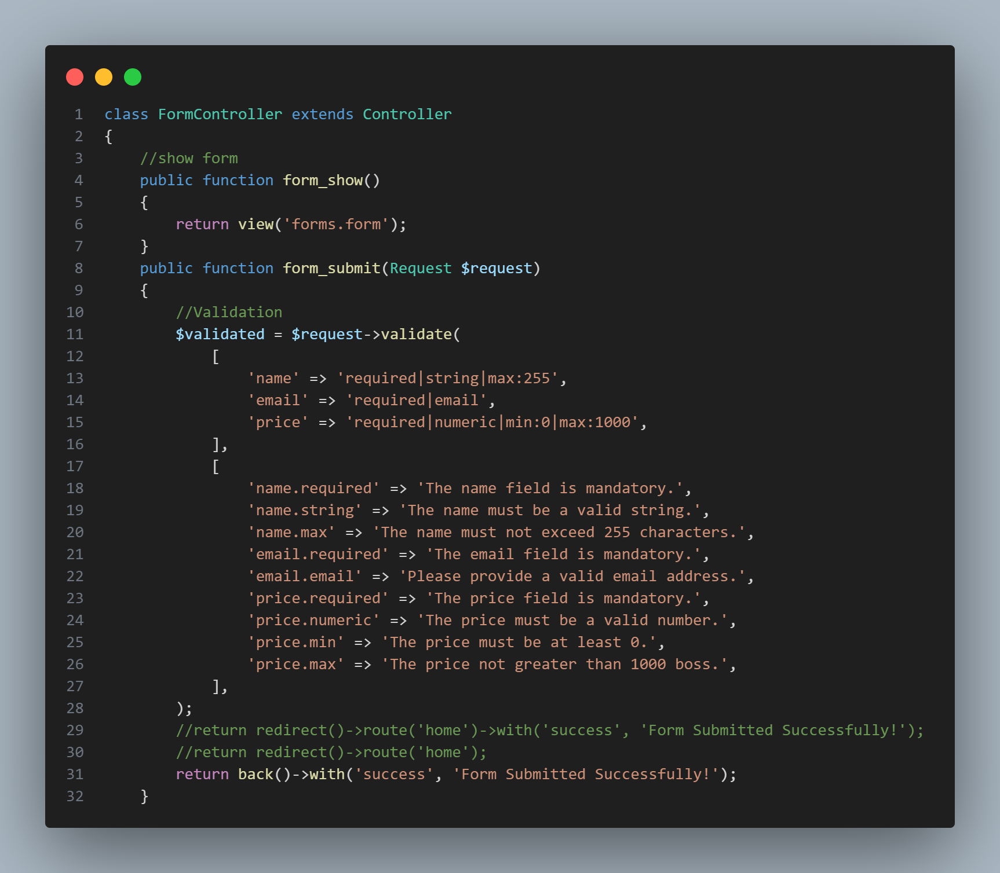 1 class FormController extends Controller
2 {
3     //show form
4     public function form_show()
5     {
6         return view('forms.form');
7     }
8     public function form_submit(Request $request)
9     {
10         //Validation
11         $validated = $request->validate(
12             [
13                 'name' => 'required|string|max:255',
14                 'email' => 'required|email',
15                 'price' => 'required|numeric|min:0|max:1000',
16             ],
17             [
18                 'name.required' => 'The name field is mandatory.',
19                 'name.string' => 'The name must be a valid string.',
20                 'name.max' => 'The name must not exceed 255 characters.',
21                 'email.required' => 'The email field is mandatory.',
22                 'email.email' => 'Please provide a valid email address.',
23                 'price.required' => 'The price field is mandatory.',
24                 'price.numeric' => 'The price must be a valid number.',
25                 'price.min' => 'The price must be at least 0.',
26                 'price.max' => 'The price not greater than 1000 boss.',
27             ],
28         );
29         //return redirect()->route('home')->with('success', 'Form Submitted Successfully!');
30         //return redirect()->route('home');
31         return back()->with('success', 'Form Submitted Successfully!');
32     }